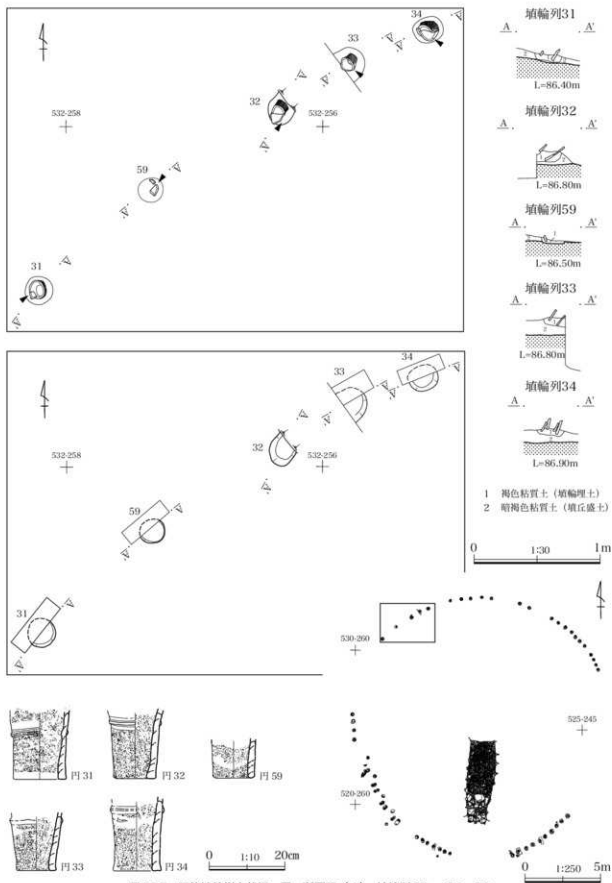 34
33
32
532-258
532-256
59
31
埴輪列31
A
A'
L=86.40m
埴輪列32
A
A'
L=86.80m
埴輪列59
A
A'
1
L=86.50m
埴輪列33
A
A'
1
2
L=86.80m
埴輪列34
A
A'
L=86.90m
1 褐色粘質土（埴輪埋土）
2 暗褐色粘質土（墳丘盛土）
0 1:30 1m
34
33
32
532-258
532-256
59
31
530-260
525-245
520-260
0 1:250 5m
円31
円32
円59
円33
円34
0 1:10 20cm